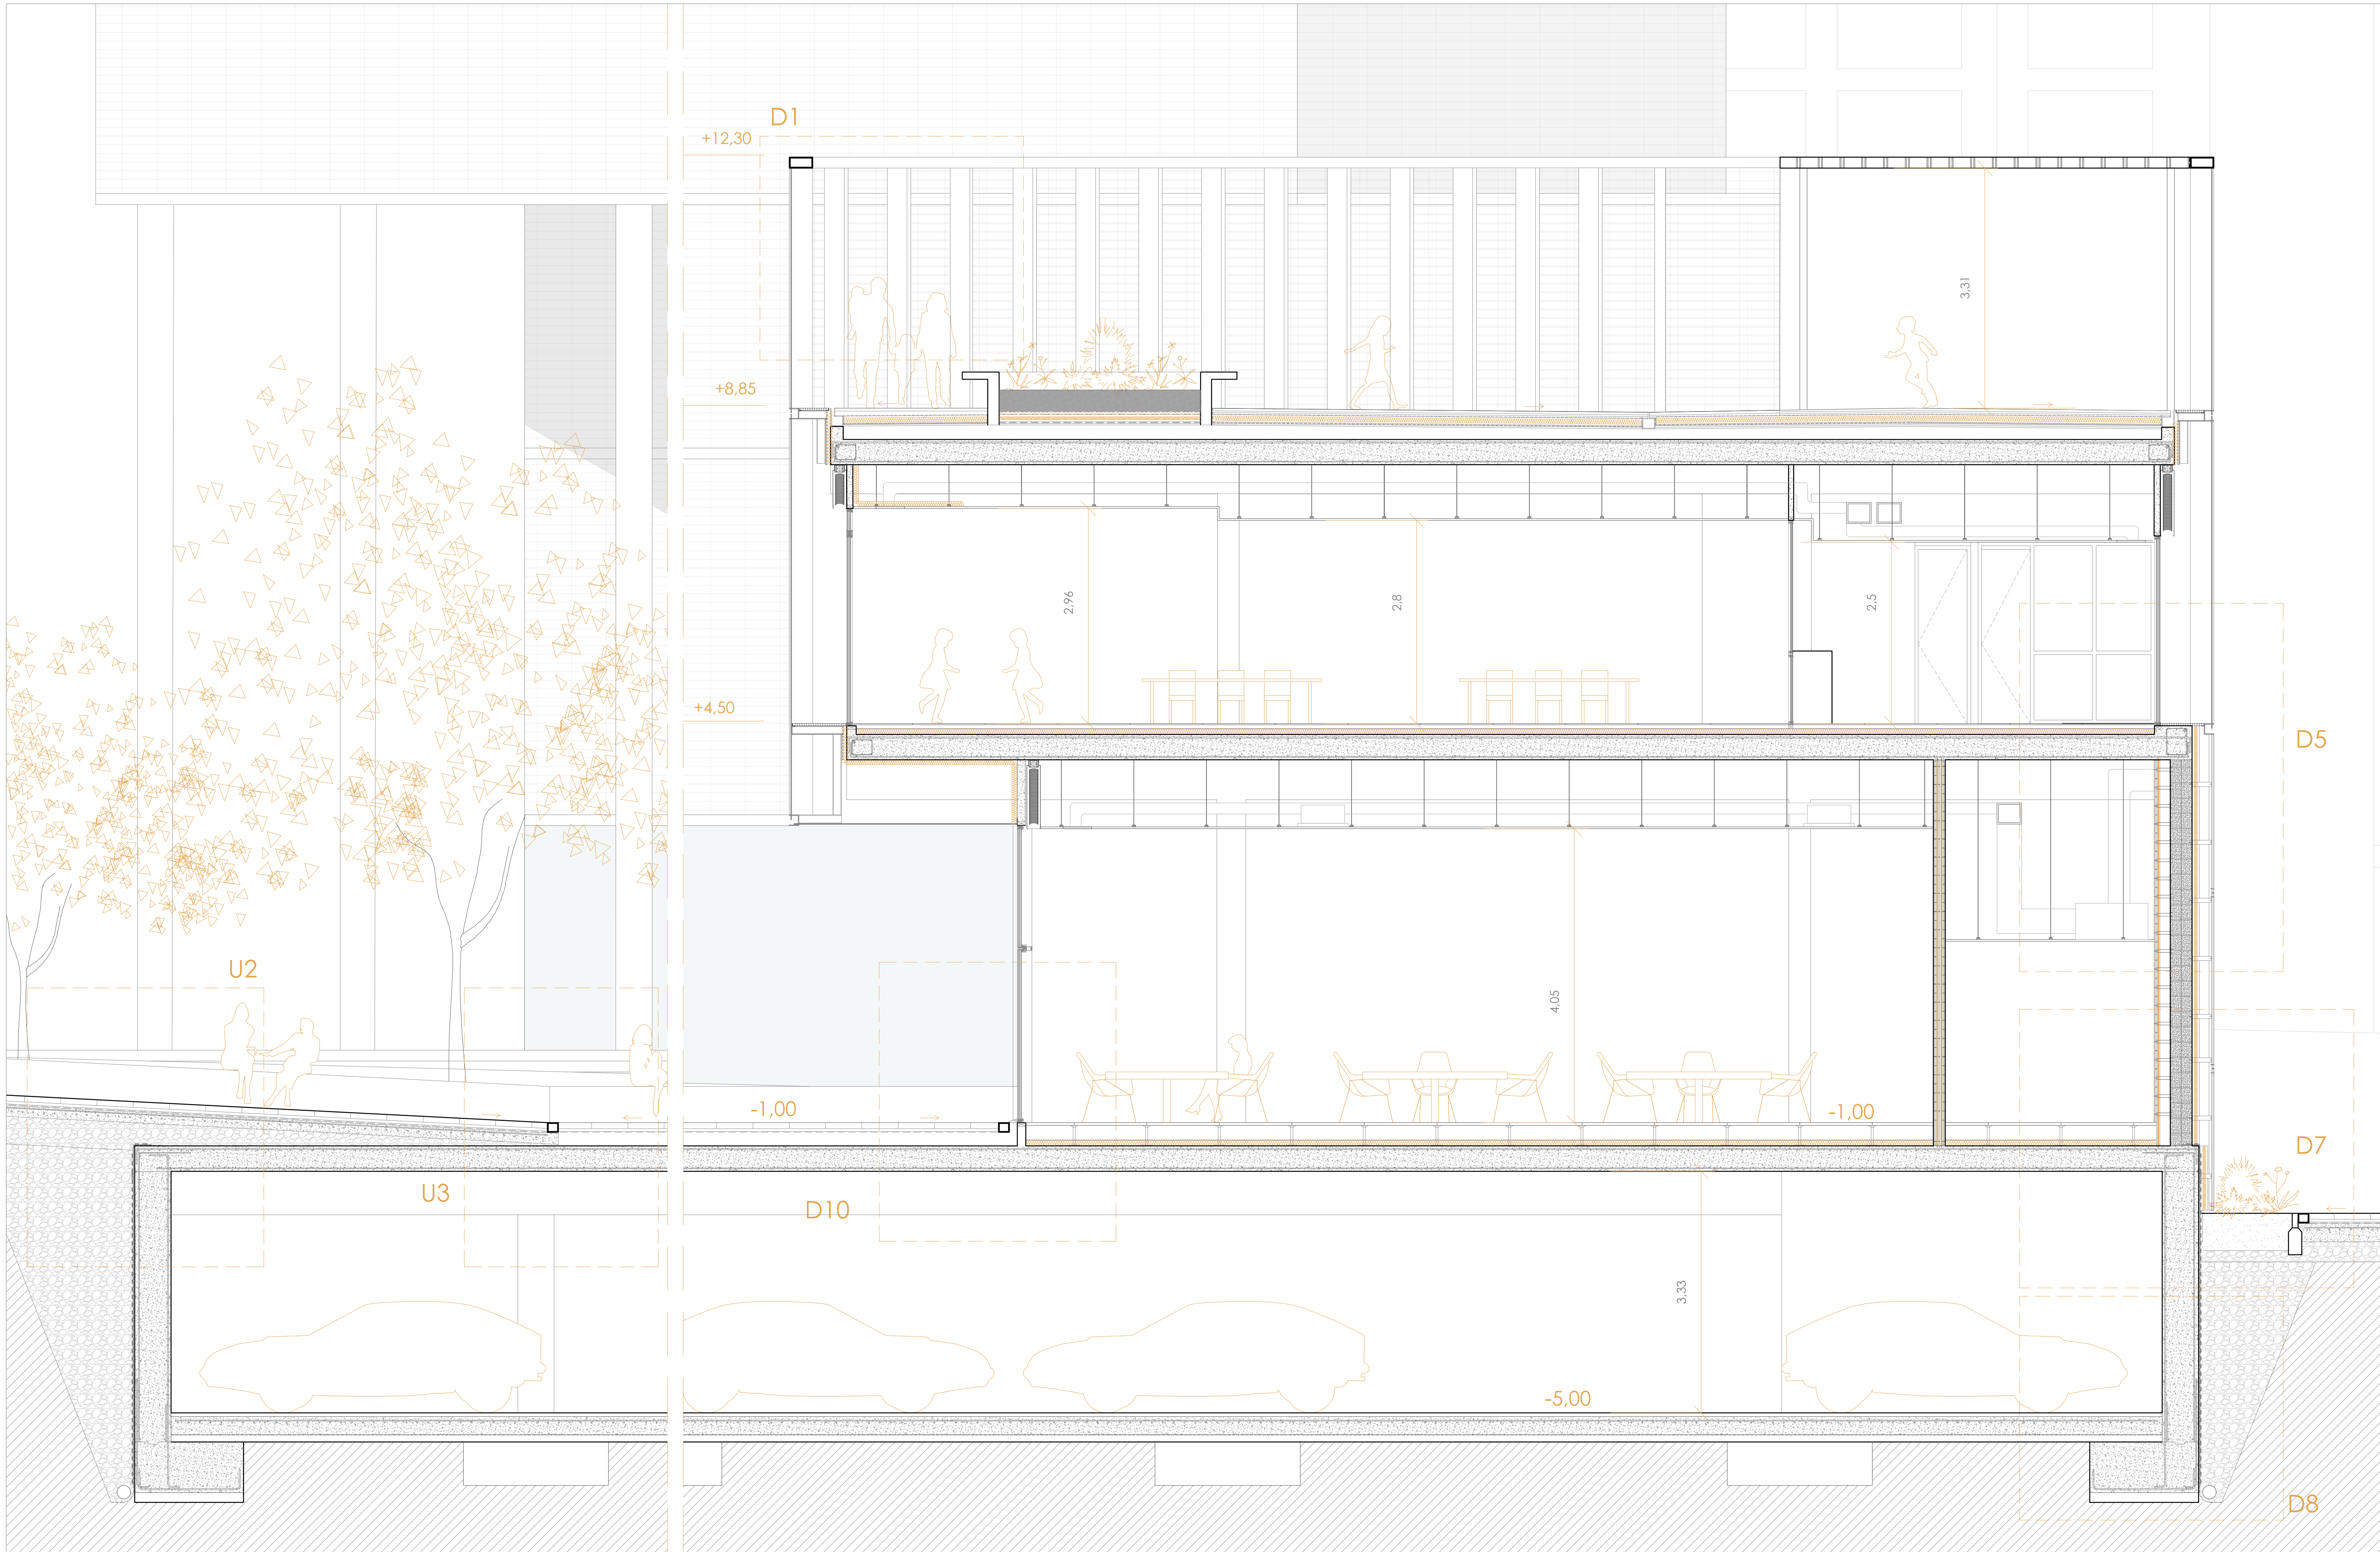 D1
+12,30
3,31
+8,85
2,96
2,8
2,5
+4,50
D5
U2
4,05
-1,00
-1,00
D7
U3
D10
3,33
-5,00
D8